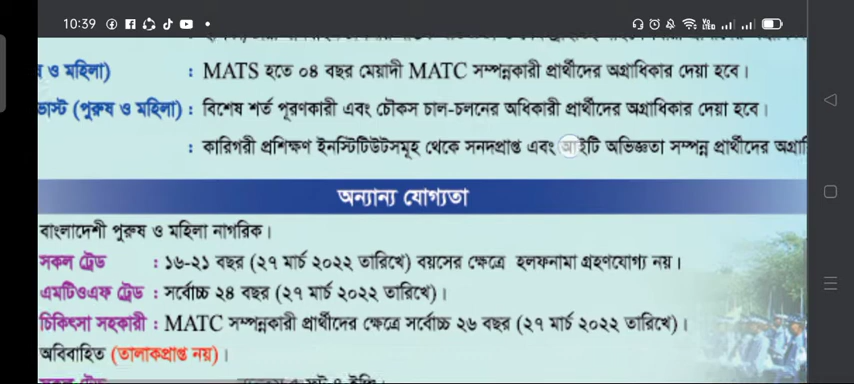 10:39
ও মহিলা) : MATS হতে ০৪ বছর মেয়াদী MATC সম্পন্নকারী প্রার্থীদের অগ্রাধিকার দেয়া হবে।
(পুরুষ ও মহিলা) : বিশেষ শর্ত পূরণকারী এবং চৌকস চাল-চলনের অধিকারী প্রার্থীদের অগ্রাধিকার দেয়া হবে।
: কারিগরী প্রশিক্ষণ ইনস্টিটিউটসমূহ থেকে সনদপ্রাপ্ত এবং আইটি অভিজ্ঞতা সম্পন্ন প্রার্থীদের
অন্যান্য যোগ্যতা
বাংলাদেশী পুরুষ ও মহিলা নাগরিক।
সকল ট্রেড : ১৬-২১ বছর (২৭ মার্চ ২০২২ তারিখে) বয়সের ক্ষেত্রে হলফনামা গ্রহণযোগ্য নয়।
এমটিওএফ ট্রেড : সর্বোচ্চ ২৪ বছর (২৭ মার্চ ২০২২ তারিখে)।
চিকিৎসা সহকারী : MATC সম্পন্নকারী প্রার্থীদের ক্ষেত্রে সর্বোচ্চ ২৬ বছর (২৭ মার্চ ২০২২ তারিখে)।
অবিবাহিত (তালাকপ্রাপ্ত নয়)।